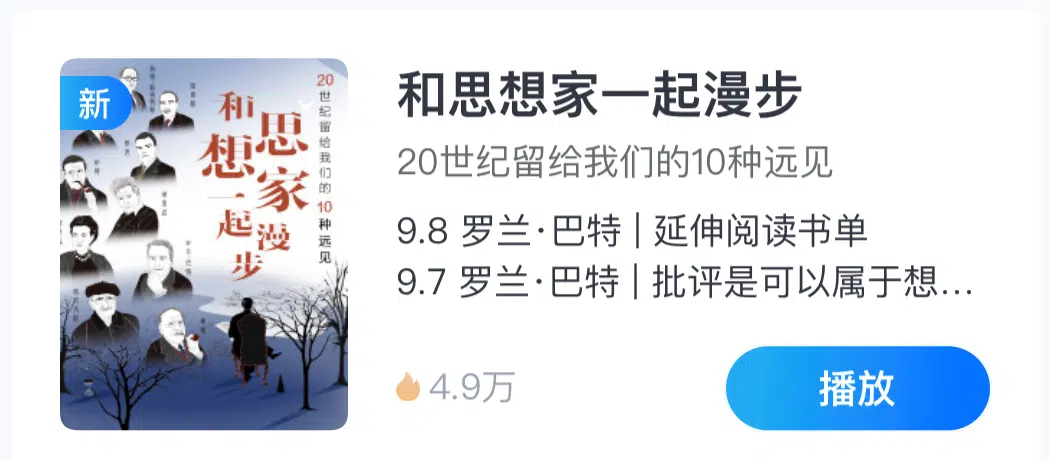 新
和思想家一起漫步
20世纪留给我们的10种远见
和思想家一起漫步
20世纪留给我们的10种远见
9.8 罗兰·巴特 | 延伸阅读书单
9.7 罗兰·巴特 | 批评是可以属于想…
4.9万
播放